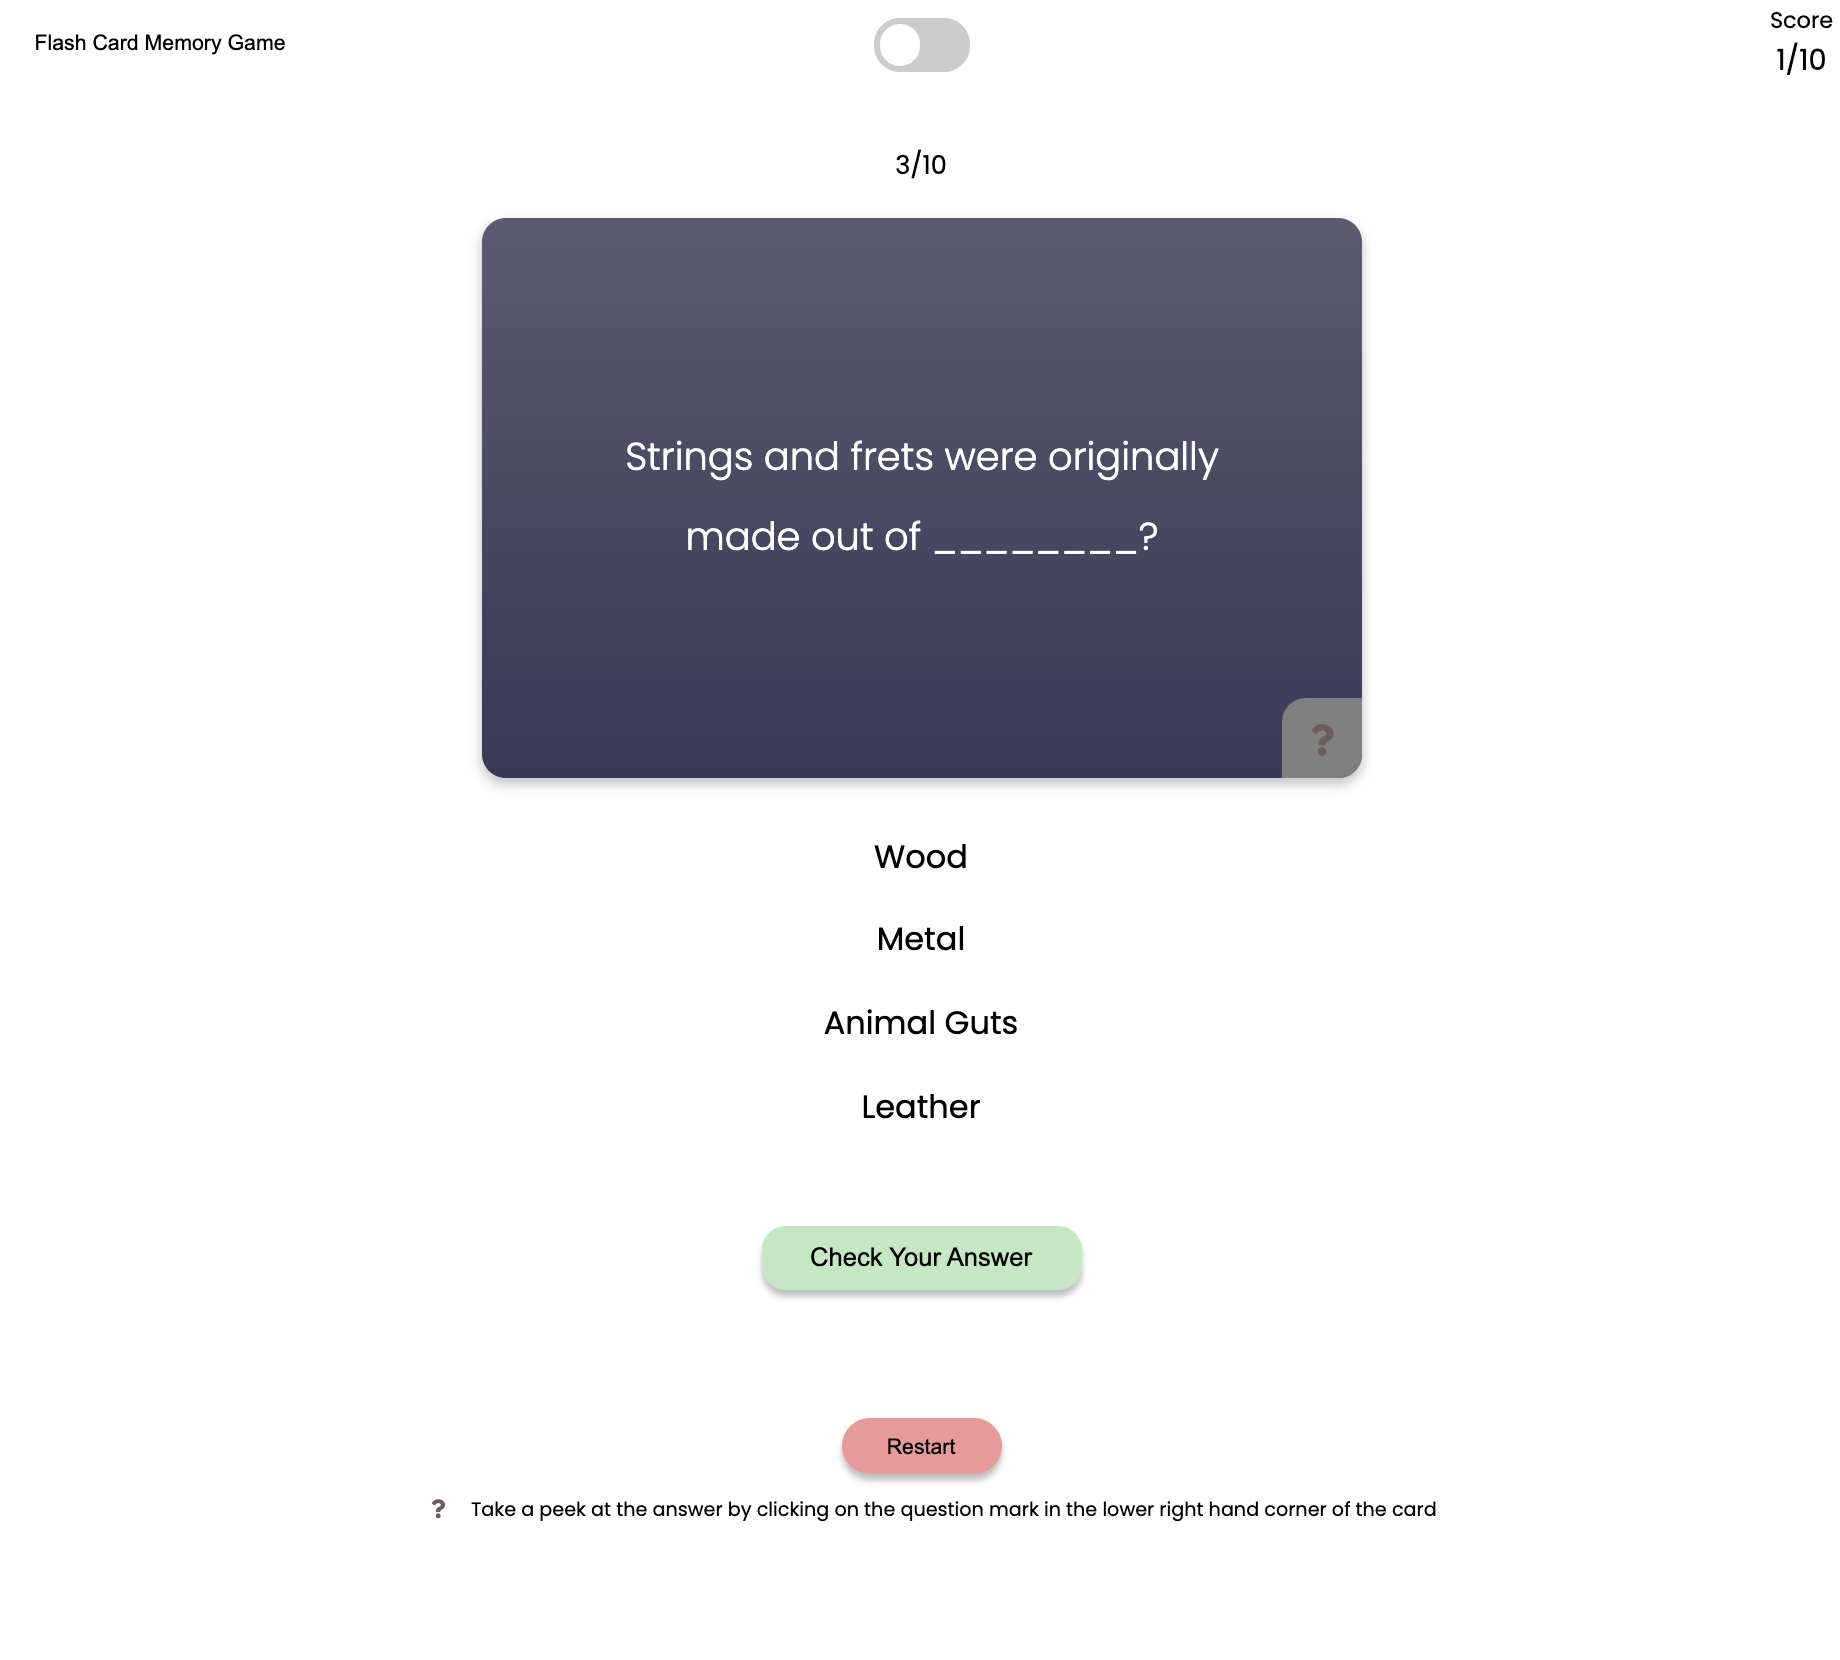 Flash Card Memory Game
Score
1/10
3/10
Strings and frets were originally
made out of ________?
?
Wood
Metal
Animal Guts
Leather
Check Your Answer
Restart
? Take a peek at the answer by clicking on the question mark in the lower right hand corner of the card